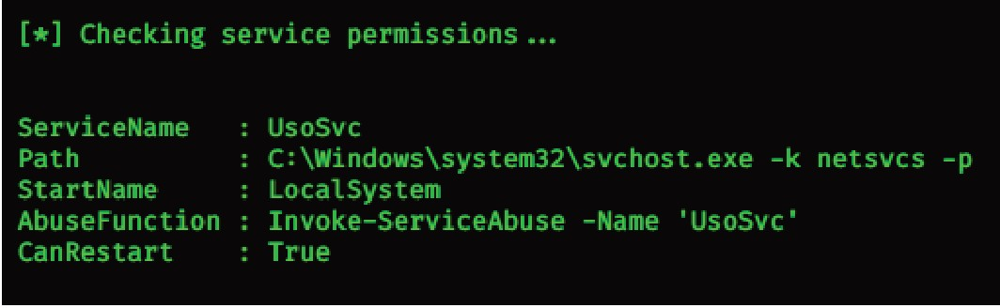 [*] Checking service permissions...
ServiceName   : UsoSvc
Path          : C:\Windows\system32\svchost.exe -k netsvcs -p
StartName     : LocalSystem
AbuseFunction : Invoke-ServiceAbuse -Name 'UsoSvc'
CanRestart    : True